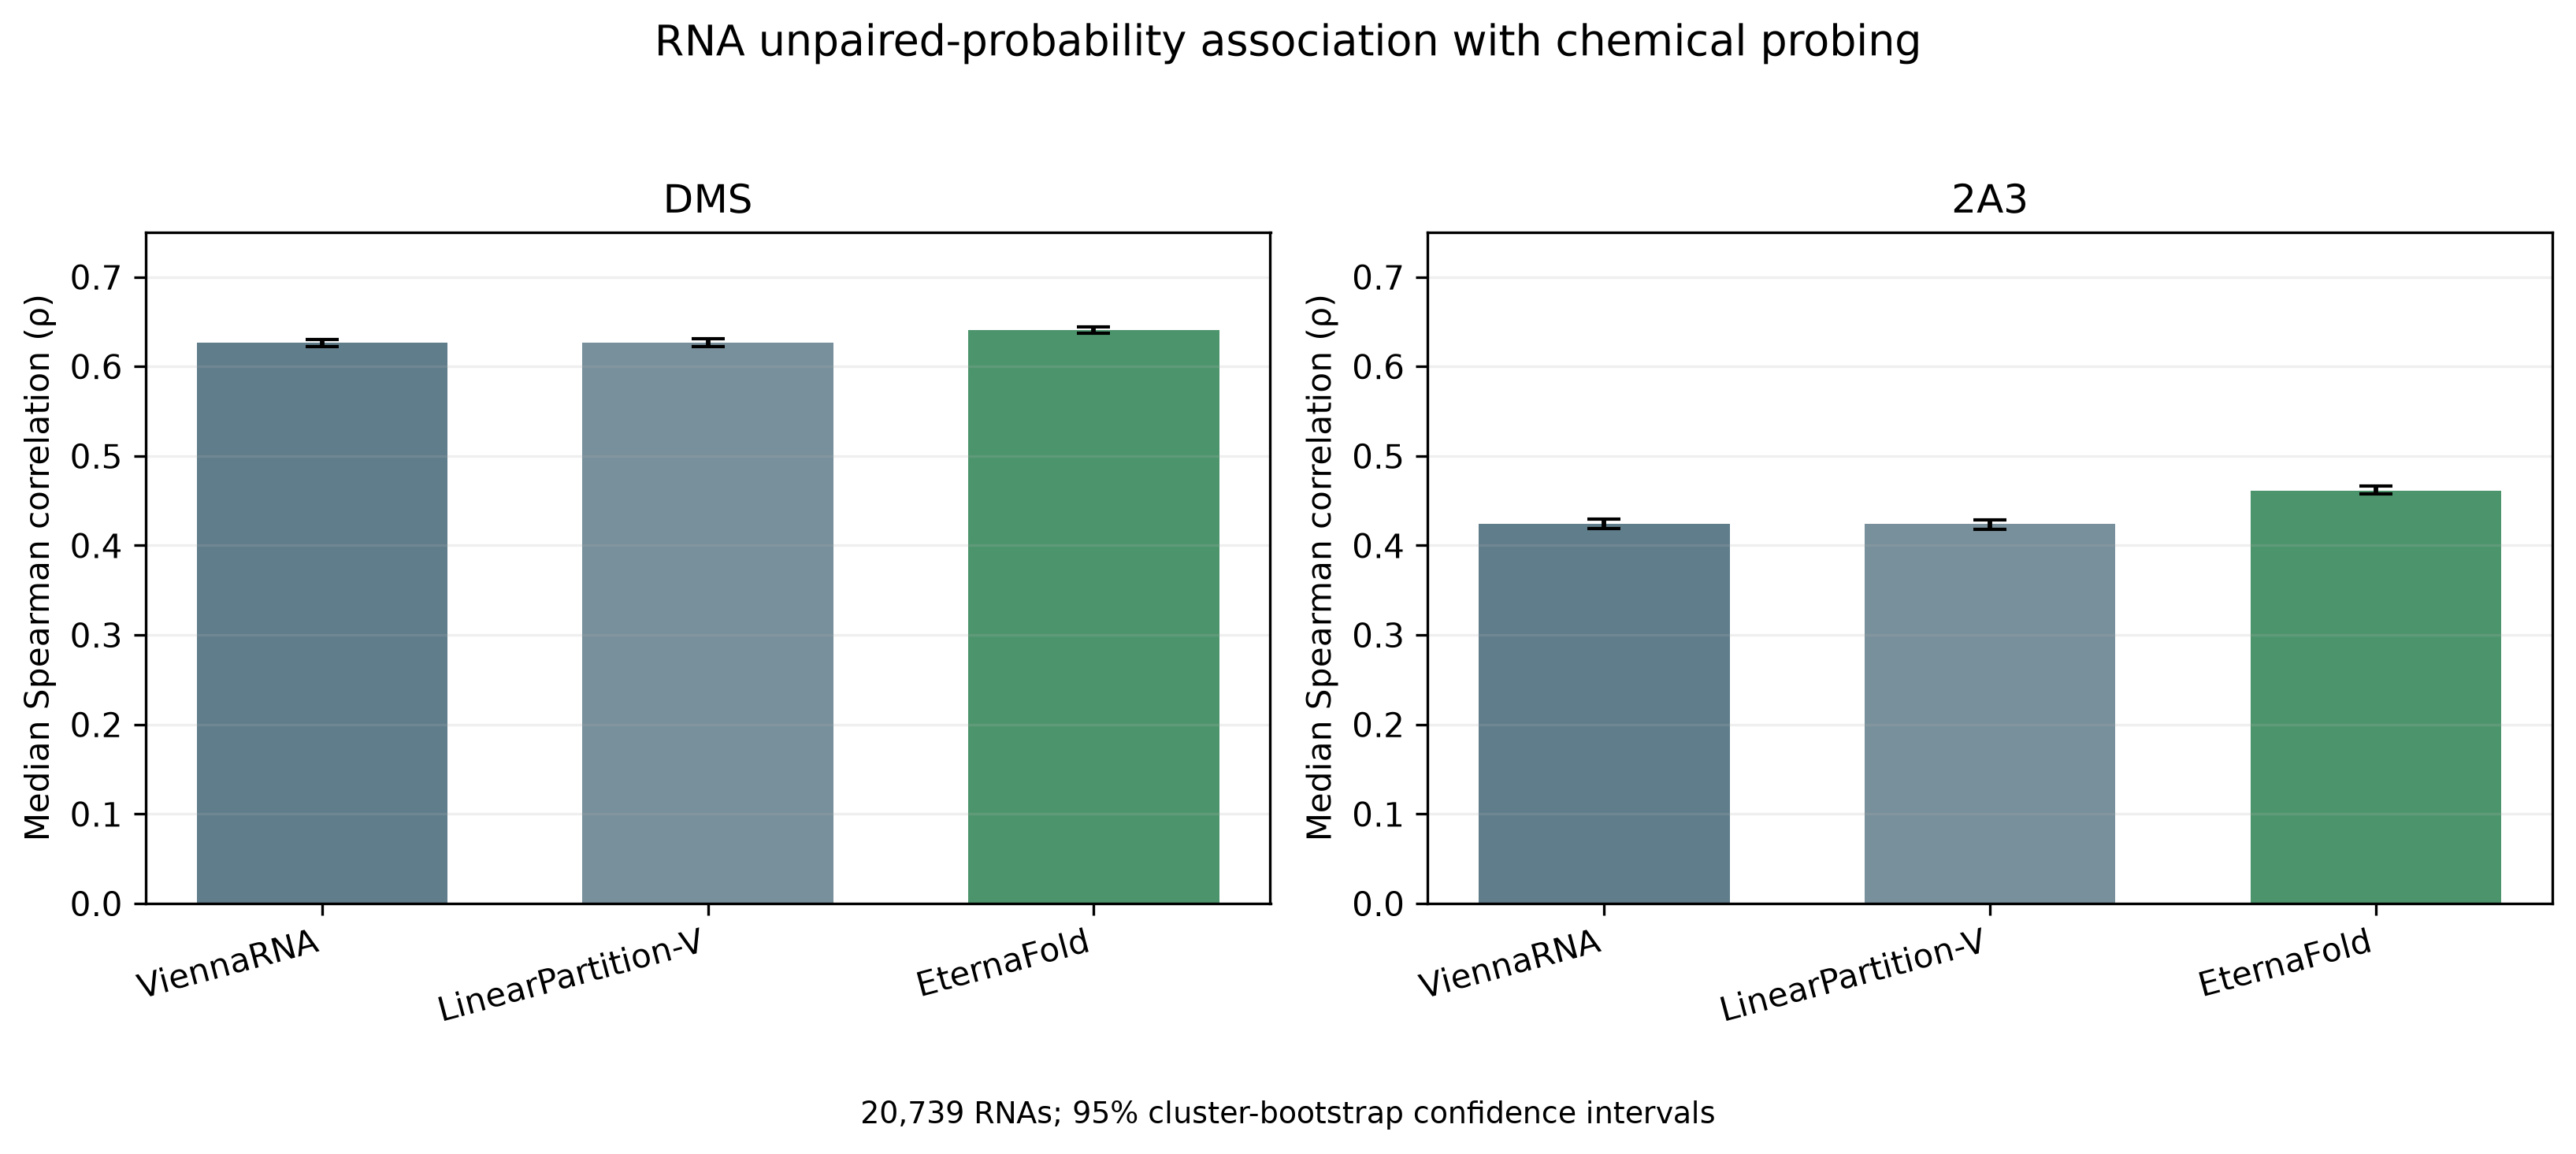 RNA unpaired-probability association with chemical probing
DMS
Median Spearman correlation (ρ)
0.7
0.6
0.5
0.4
0.3
0.2
0.1
0.0
ViennaRNA
LinearPartition-V
EternaFold
2A3
Median Spearman correlation (ρ)
0.7
0.6
0.5
0.4
0.3
0.2
0.1
0.0
ViennaRNA
LinearPartition-V
EternaFold
20,739 RNAs; 95% cluster-bootstrap confidence intervals